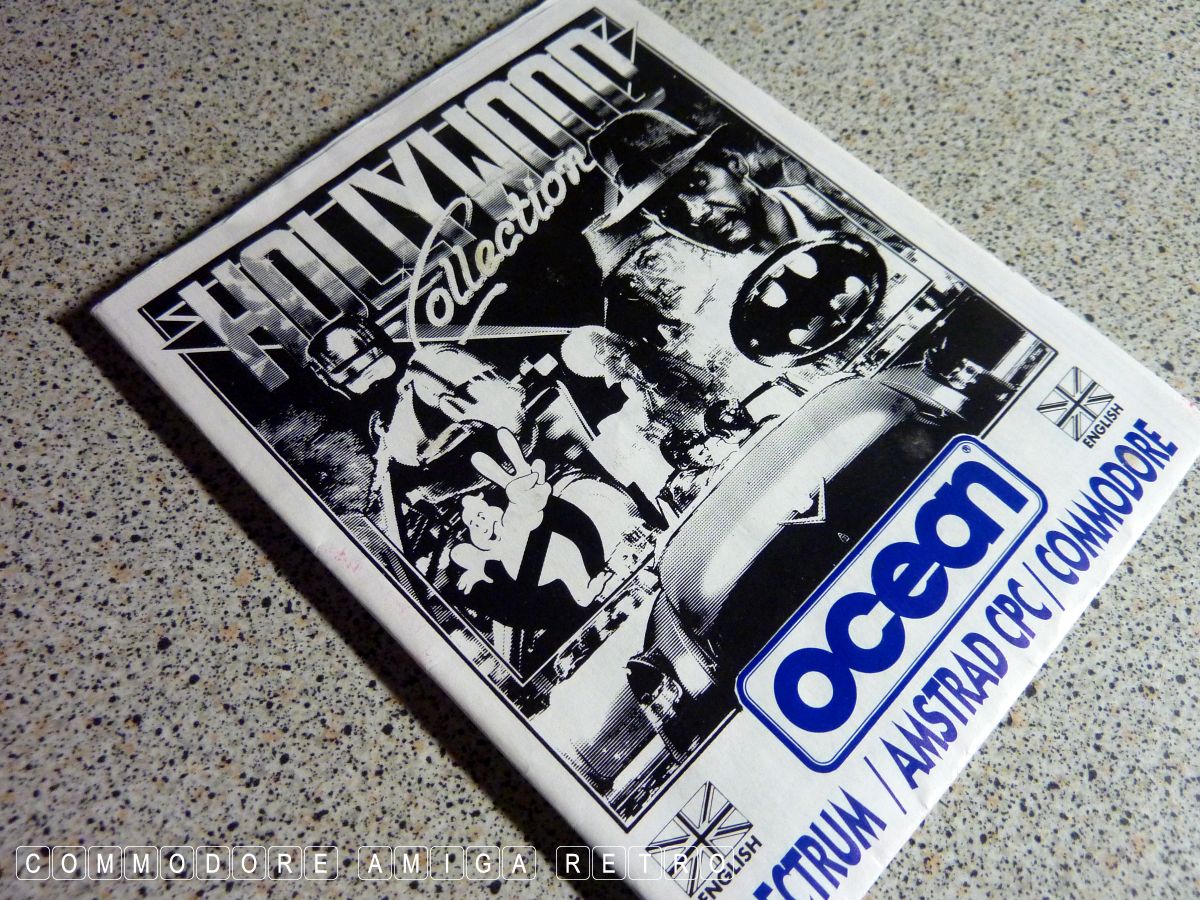 HOLLYWOOD
Collection
ENGLISH
ocean®
ENGLISH
ECTRUM / AMSTRAD CPC / COMMODORE
COMMODORE AMIGA RETRO